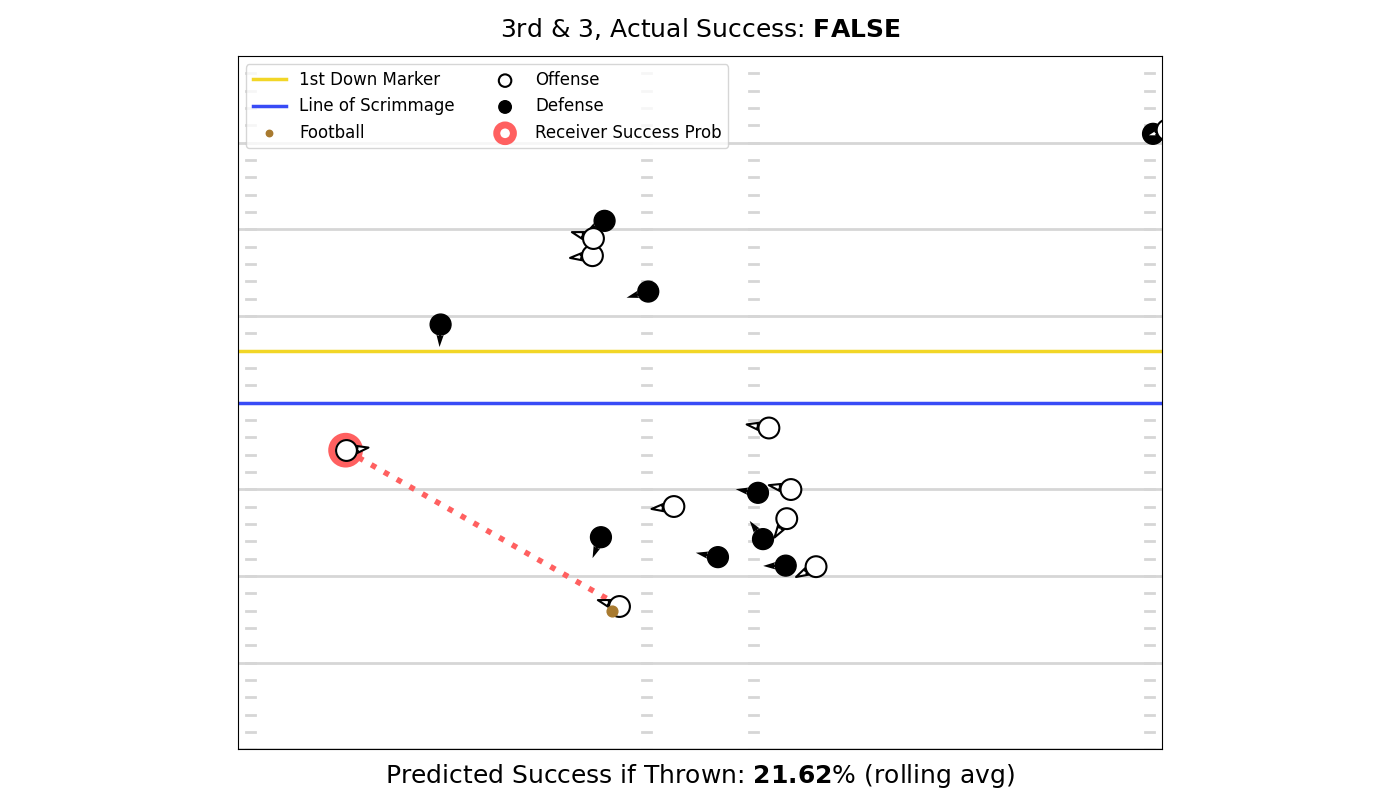 3rd & 3, Actual Success: FALSE
1st Down Marker
Line of Scrimmage
Football
Offense
Defense
Receiver Success Prob
Predicted Success if Thrown: 21.62% (rolling avg)